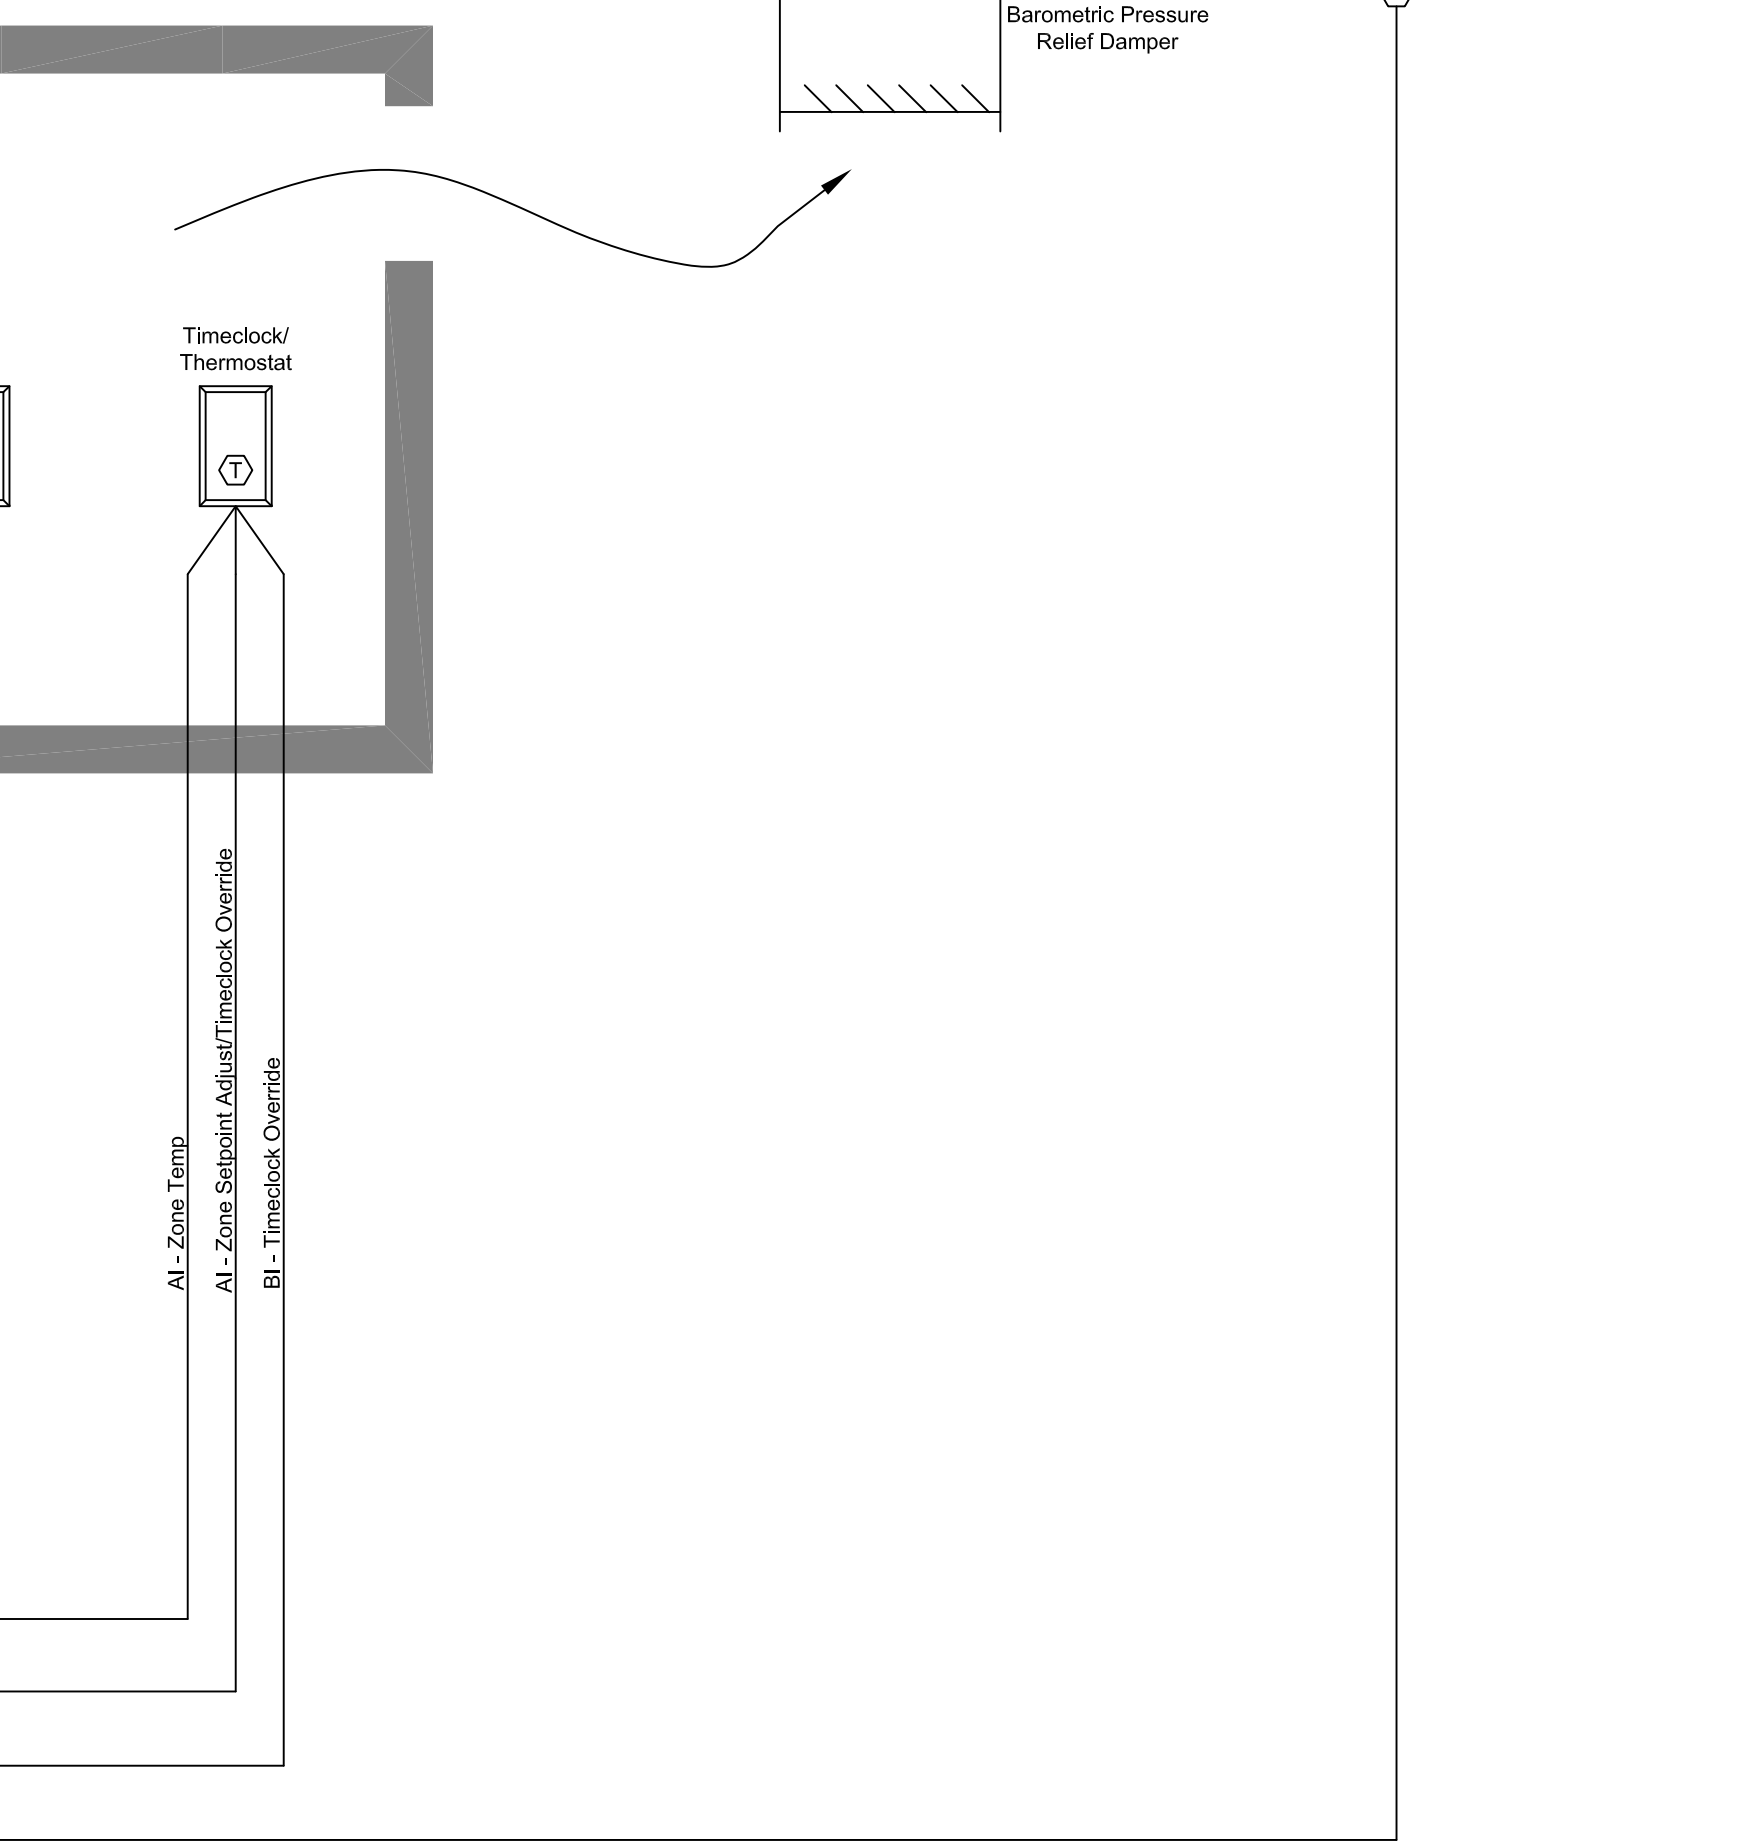 Barometric Pressure
Relief Damper
Timeclock/
Thermostat
T
AI - Zone Temp
AI - Zone Setpoint Adjust/Timeclock Override
BI - Timeclock Override